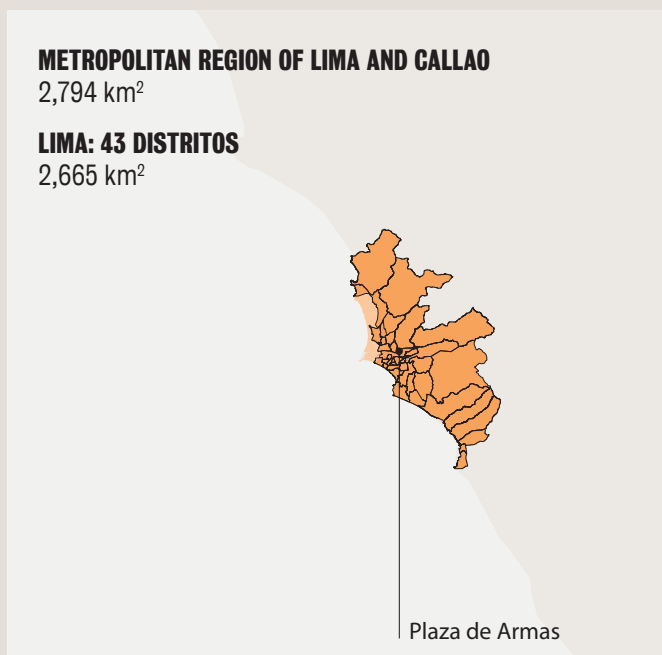 METROPOLITAN REGION OF LIMA AND CALLAO
2,794 km²
LIMA: 43 DISTRITOS
2,665 km²
Plaza de Armas